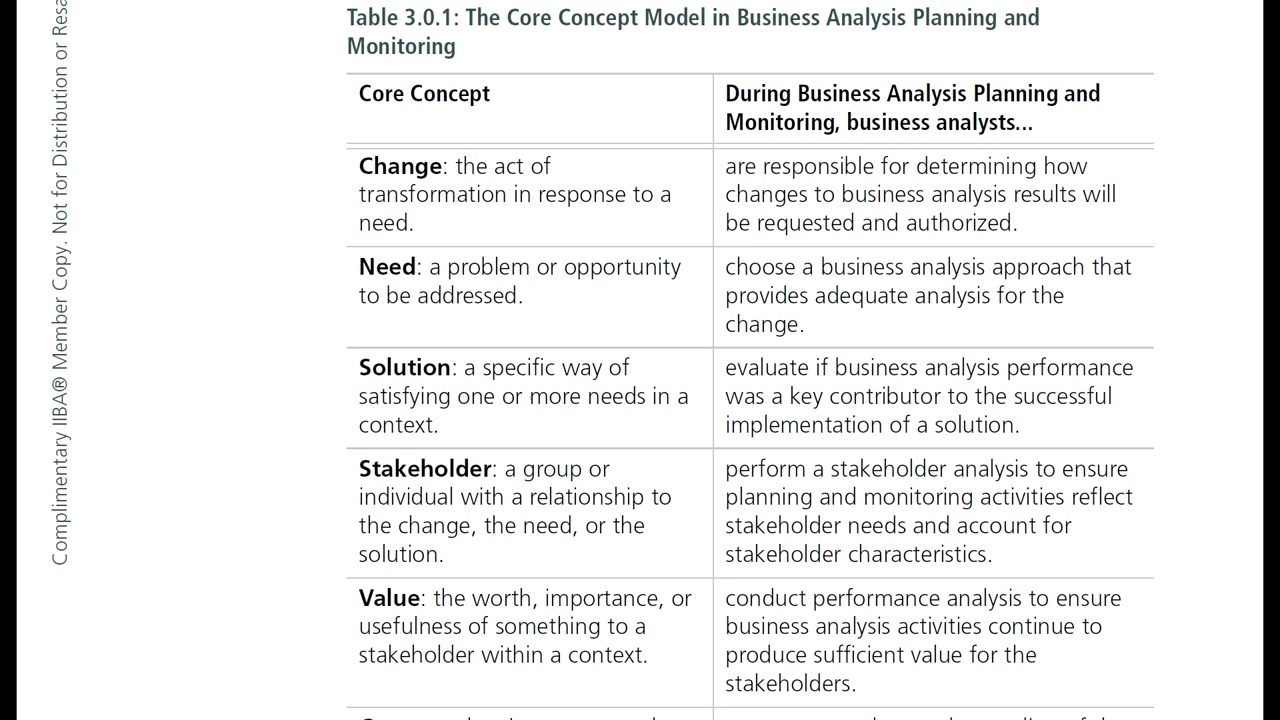 Table 3.0.1: The Core Concept Model in Business Analysis Planning and
Monitoring
Core Concept
During Business Analysis Planning and
Monitoring, business analysts...
Change: the act of
transformation in response to a
need.
are responsible for determining how
changes to business analysis results will
be requested and authorized.
Need: a problem or opportunity
to be addressed.
choose a business analysis approach that
provides adequate analysis for the
change.
Solution: a specific way of
satisfying one or more needs in a
context.
evaluate if business analysis performance
was a key contributor to the successful
implementation of a solution.
Stakeholder: a group or
individual with a relationship to
the change, the need, or the
solution.
perform a stakeholder analysis to ensure
planning and monitoring activities reflect
stakeholder needs and account for
stakeholder characteristics.
Value: the worth, importance, or
usefulness of something to a
stakeholder within a context.
conduct performance analysis to ensure
business analysis activities continue to
produce sufficient value for the
stakeholders.
Complimentary IIBA® Member Copy. Not for Distribution or Resa